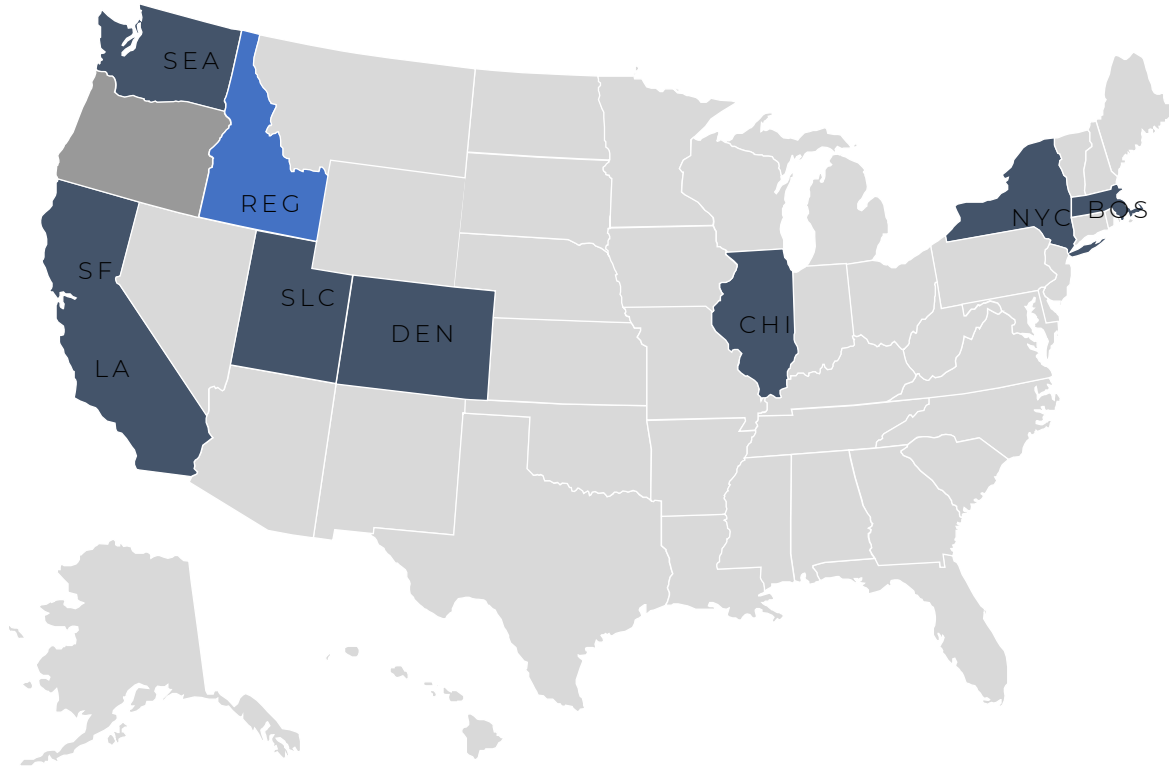 SEA
REG
NYC
BOS
SF
SLC
DEN
CHI
LA